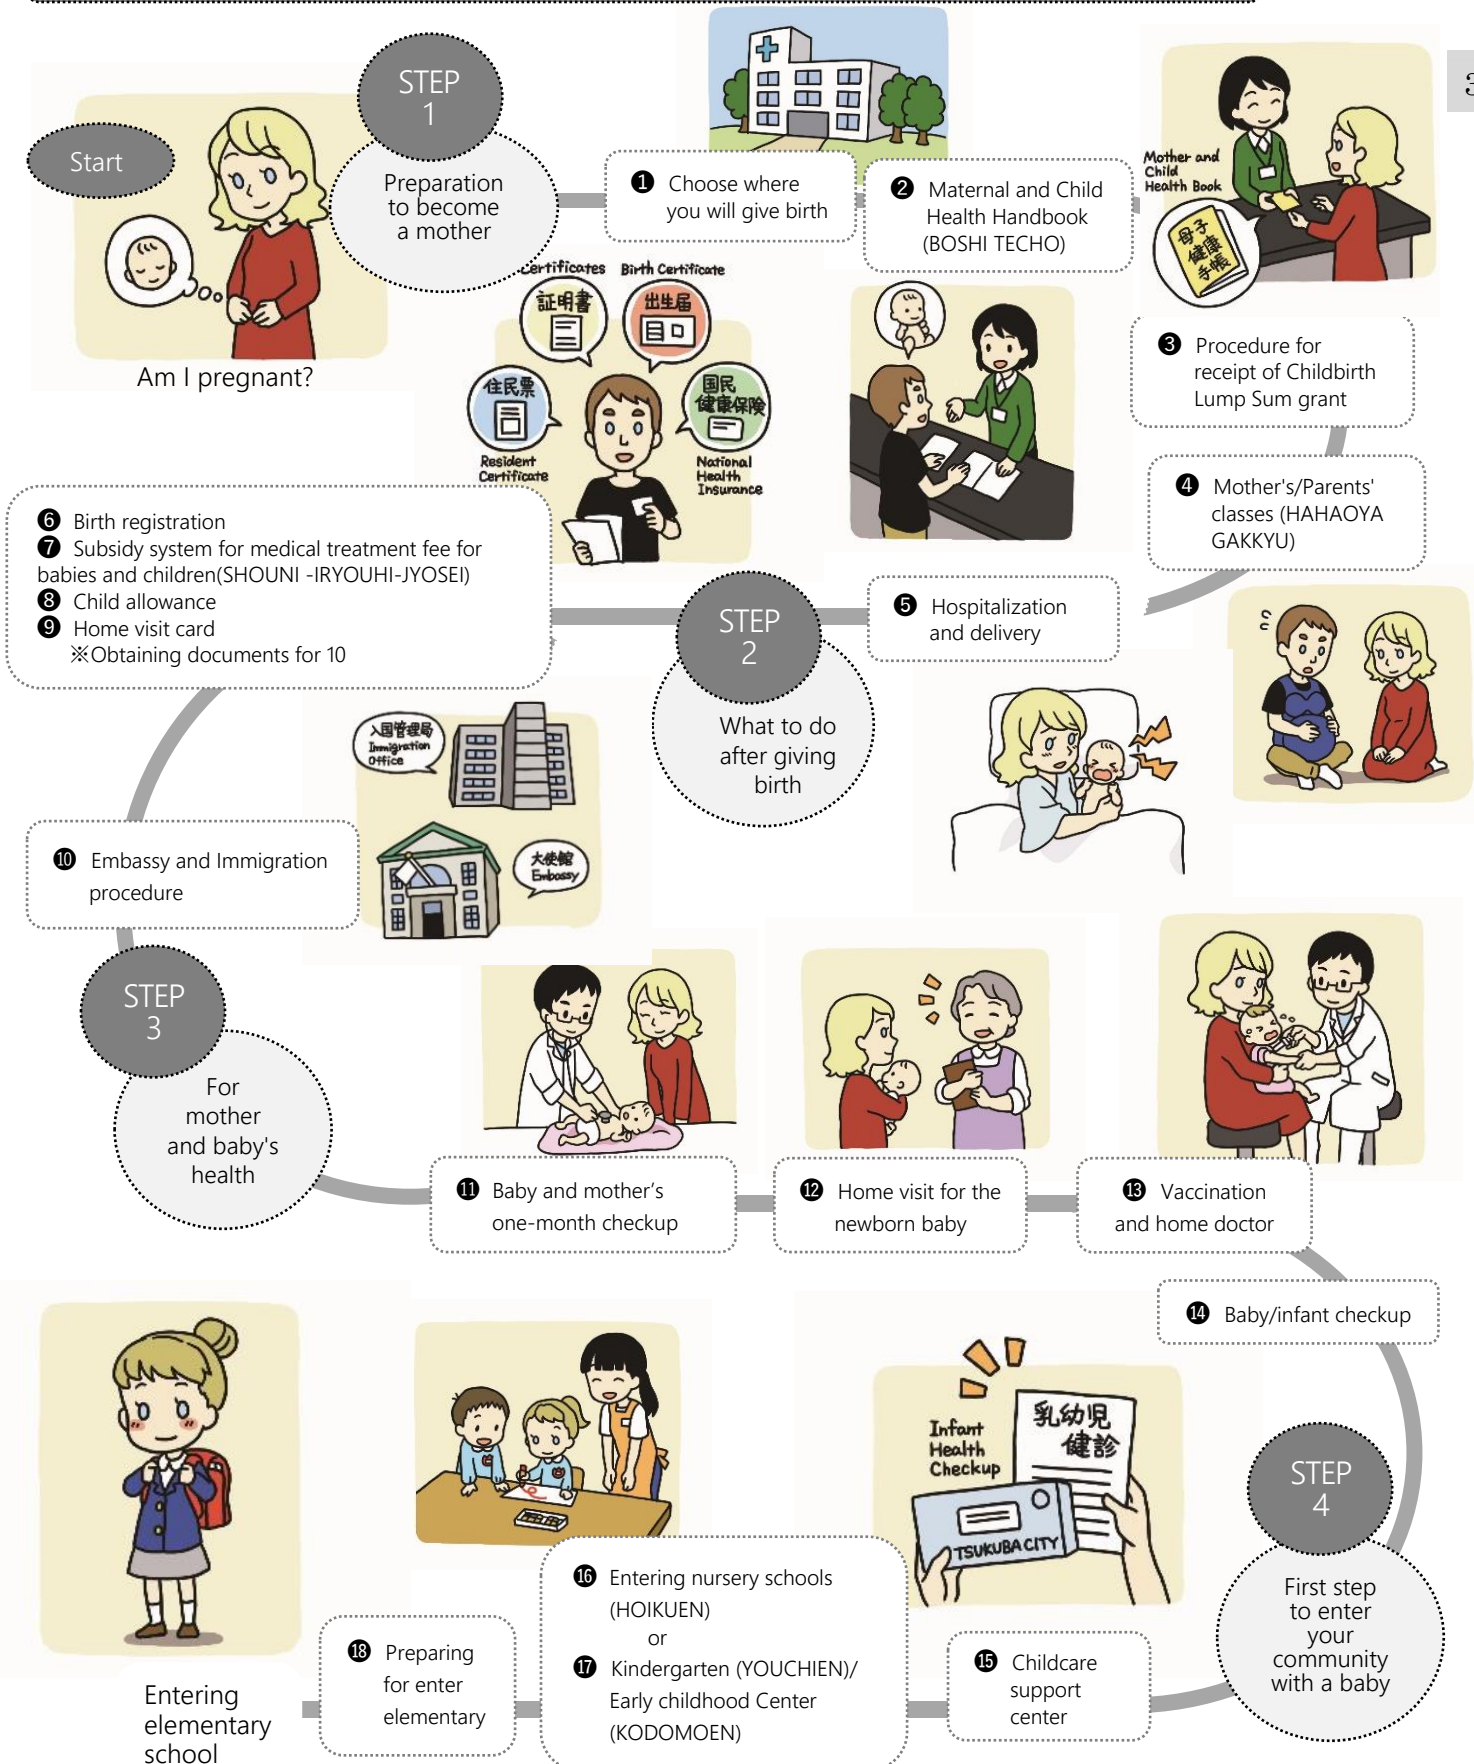 3
Start
STEP
1
Preparation
to become
a mother
Am I pregnant?
❶ Choose where
you will give birth
❷ Maternal and Child
Health Handbook
(BOSHI TECHO)
Mother and
Child
Health Book
母子
健康
手帳
❸ Procedure for
receipt of Childbirth
Lump Sum grant
❹ Mother's/Parents'
classes (HAHAOYA
GAKKYU)
❺ Hospitalization
and delivery
STEP
2
What to do
after giving
birth
Certificates
証明書
Birth Certificate
出生届
住民票
Resident
Certificate
国民
健康保険
National
Health
Insurance
❻ Birth registration
❼ Subsidy system for medical treatment fee for
babies and children(SHOUNI -IRYOUHI-JYOSEI)
❽ Child allowance
❾ Home visit card
※Obtaining documents for 10
入国管理局
Immigration
Office
大使館
Embassy
❿ Embassy and Immigration
procedure
STEP
3
For
mother
and baby's
health
⓫ Baby and mother’s
one-month checkup
⓬ Home visit for the
newborn baby
⓭ Vaccination
and home doctor
⓮ Baby/infant checkup
STEP
4
First step
to enter
your
community
with a baby
Infant
Health
Checkup
乳幼児
健診
TSUKUBA CITY
⓯ Childcare
support
center
⓰ Entering nursery schools
(HOIKUEN)
or
⓱ Kindergarten (YOUCHIEN)/
Early childhood Center
(KODOMOEN)
⓲ Preparing
for enter
elementary
Entering
elementary
school